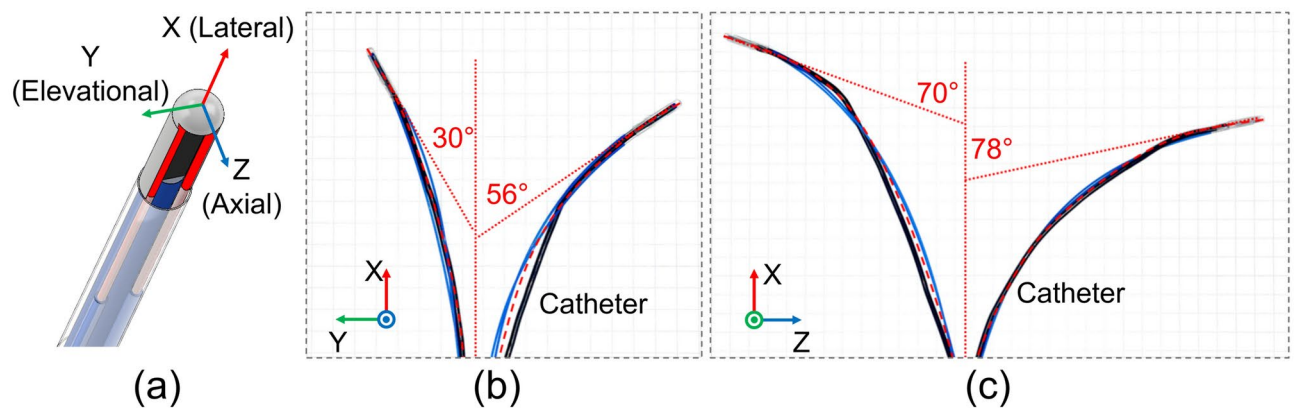 X (Lateral)
Y
(Elevational)
Z
(Axial)
(a)
30°
56°
X
Y
Catheter
(b)
70°
78°
X
Z
Catheter
(c)